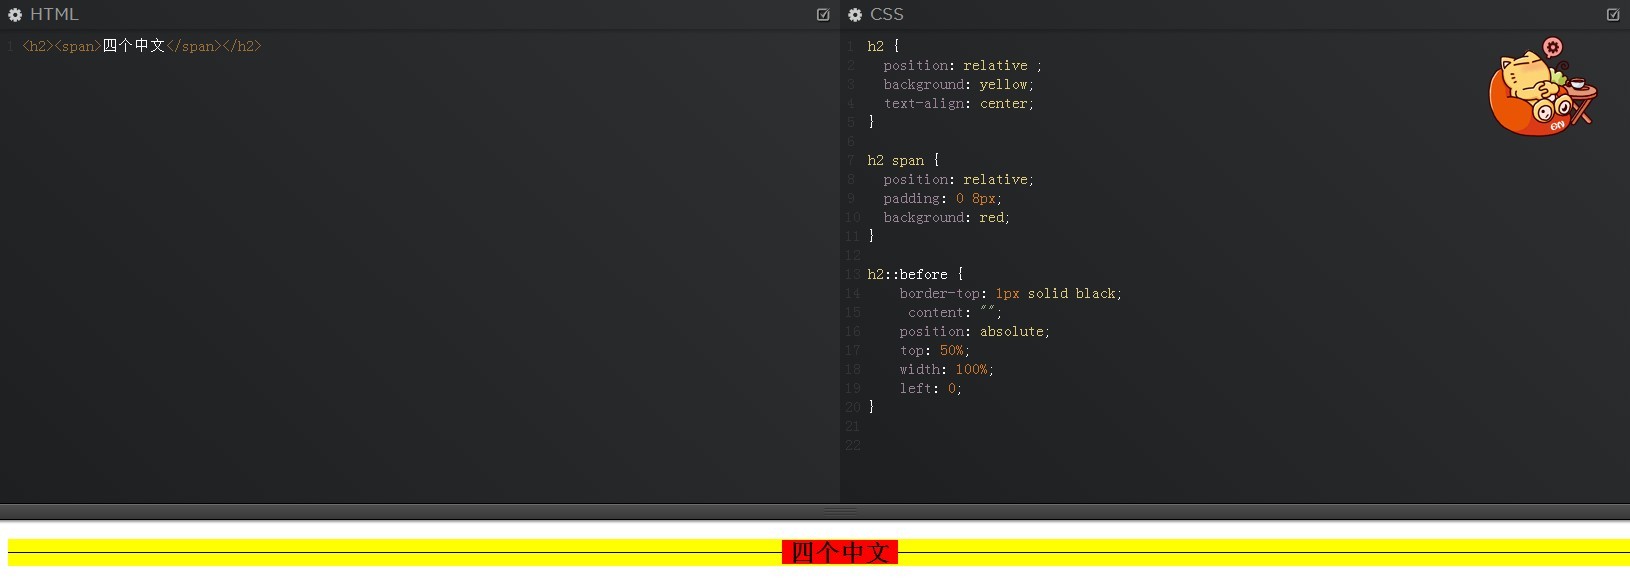 HTML
1 <h2><span>四个中文</span></h2>
CSS
1 h2 {
2 position: relative ;
3 background: yellow;
4 text-align: center;
5 }
6
7 h2 span {
8 position: relative;
9 padding: 0 8px;
10 background: red;
11 }
12
13 h2::before {
14 border-top: 1px solid black;
15 content: "";
16 position: absolute;
17 top: 50%;
18 width: 100%;
19 left: 0;
20 }
21
22
四个中文